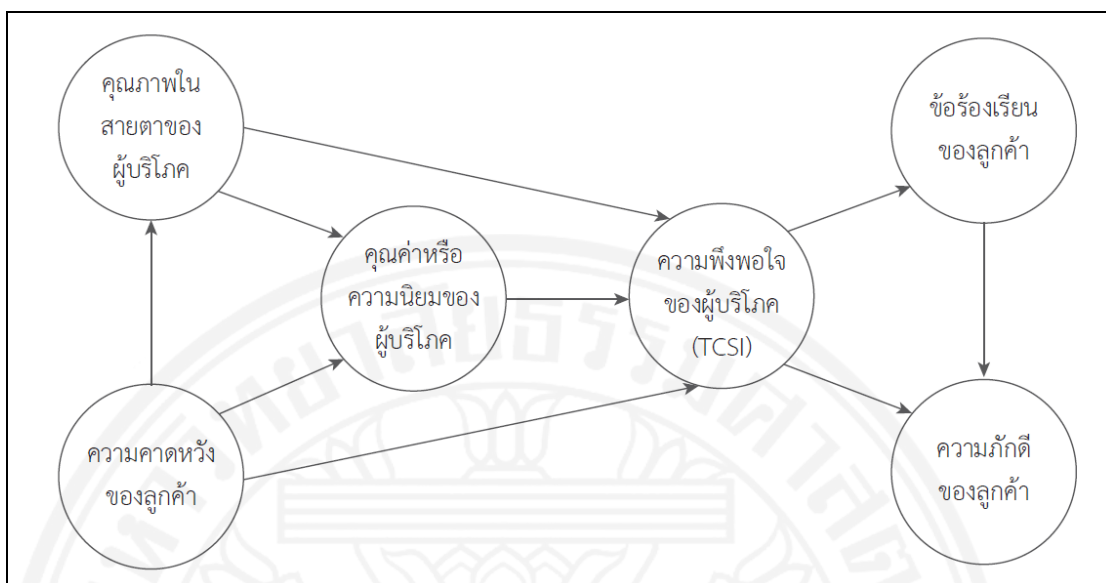 คุณภาพใน
สายตาของ
ผู้บริโภค
ข้อร้องเรียน
ของลูกค้า
คุณค่าหรือ
ความนิยมของ
ผู้บริโภค
ความพึงพอใจ
ของผู้บริโภค
(TCSI)
ความคาดหวัง
ของลูกค้า
ความภักดี
ของลูกค้า